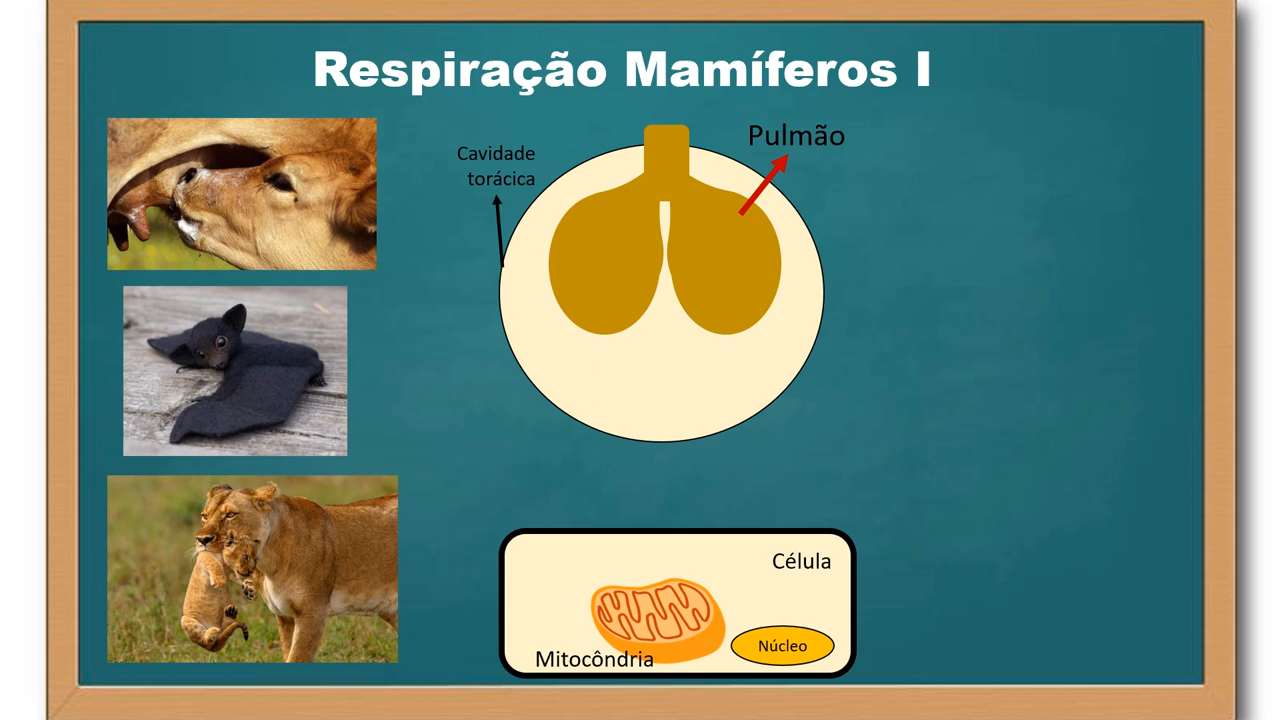 Respiração Mamíferos I
Cavidade
torácica
Pulmão
Célula
Núcleo
Mitocôndria